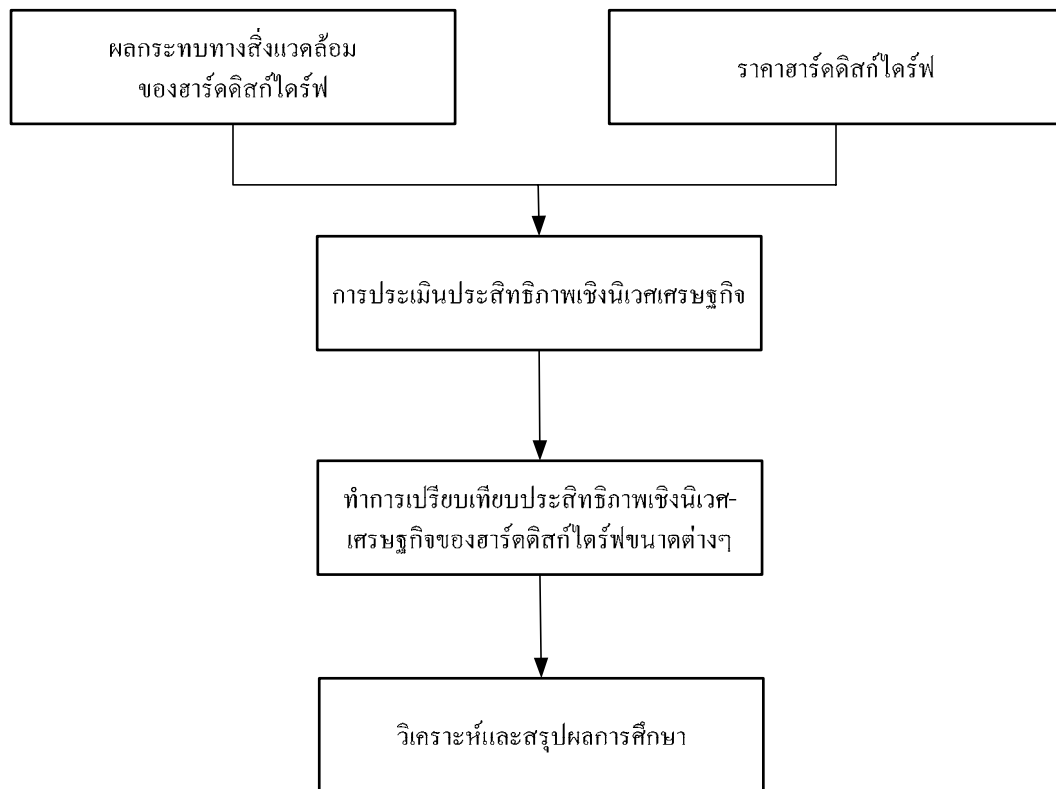 ผลกระทบทางสิ่งแวดล้อม
ของฮาร์ดดิสก์ไดร์ฟ
ราคาฮาร์ดดิสก์ไดร์ฟ
การประเมินประสิทธิภาพเชิงนิเวศเศรษฐกิจ
ทำการเปรียบเทียบประสิทธิภาพเชิงนิเวศ-
เศรษฐกิจของฮาร์ดดิสก์ไดร์ฟขนาดต่างๆ
วิเคราะห์และสรุปผลการศึกษา